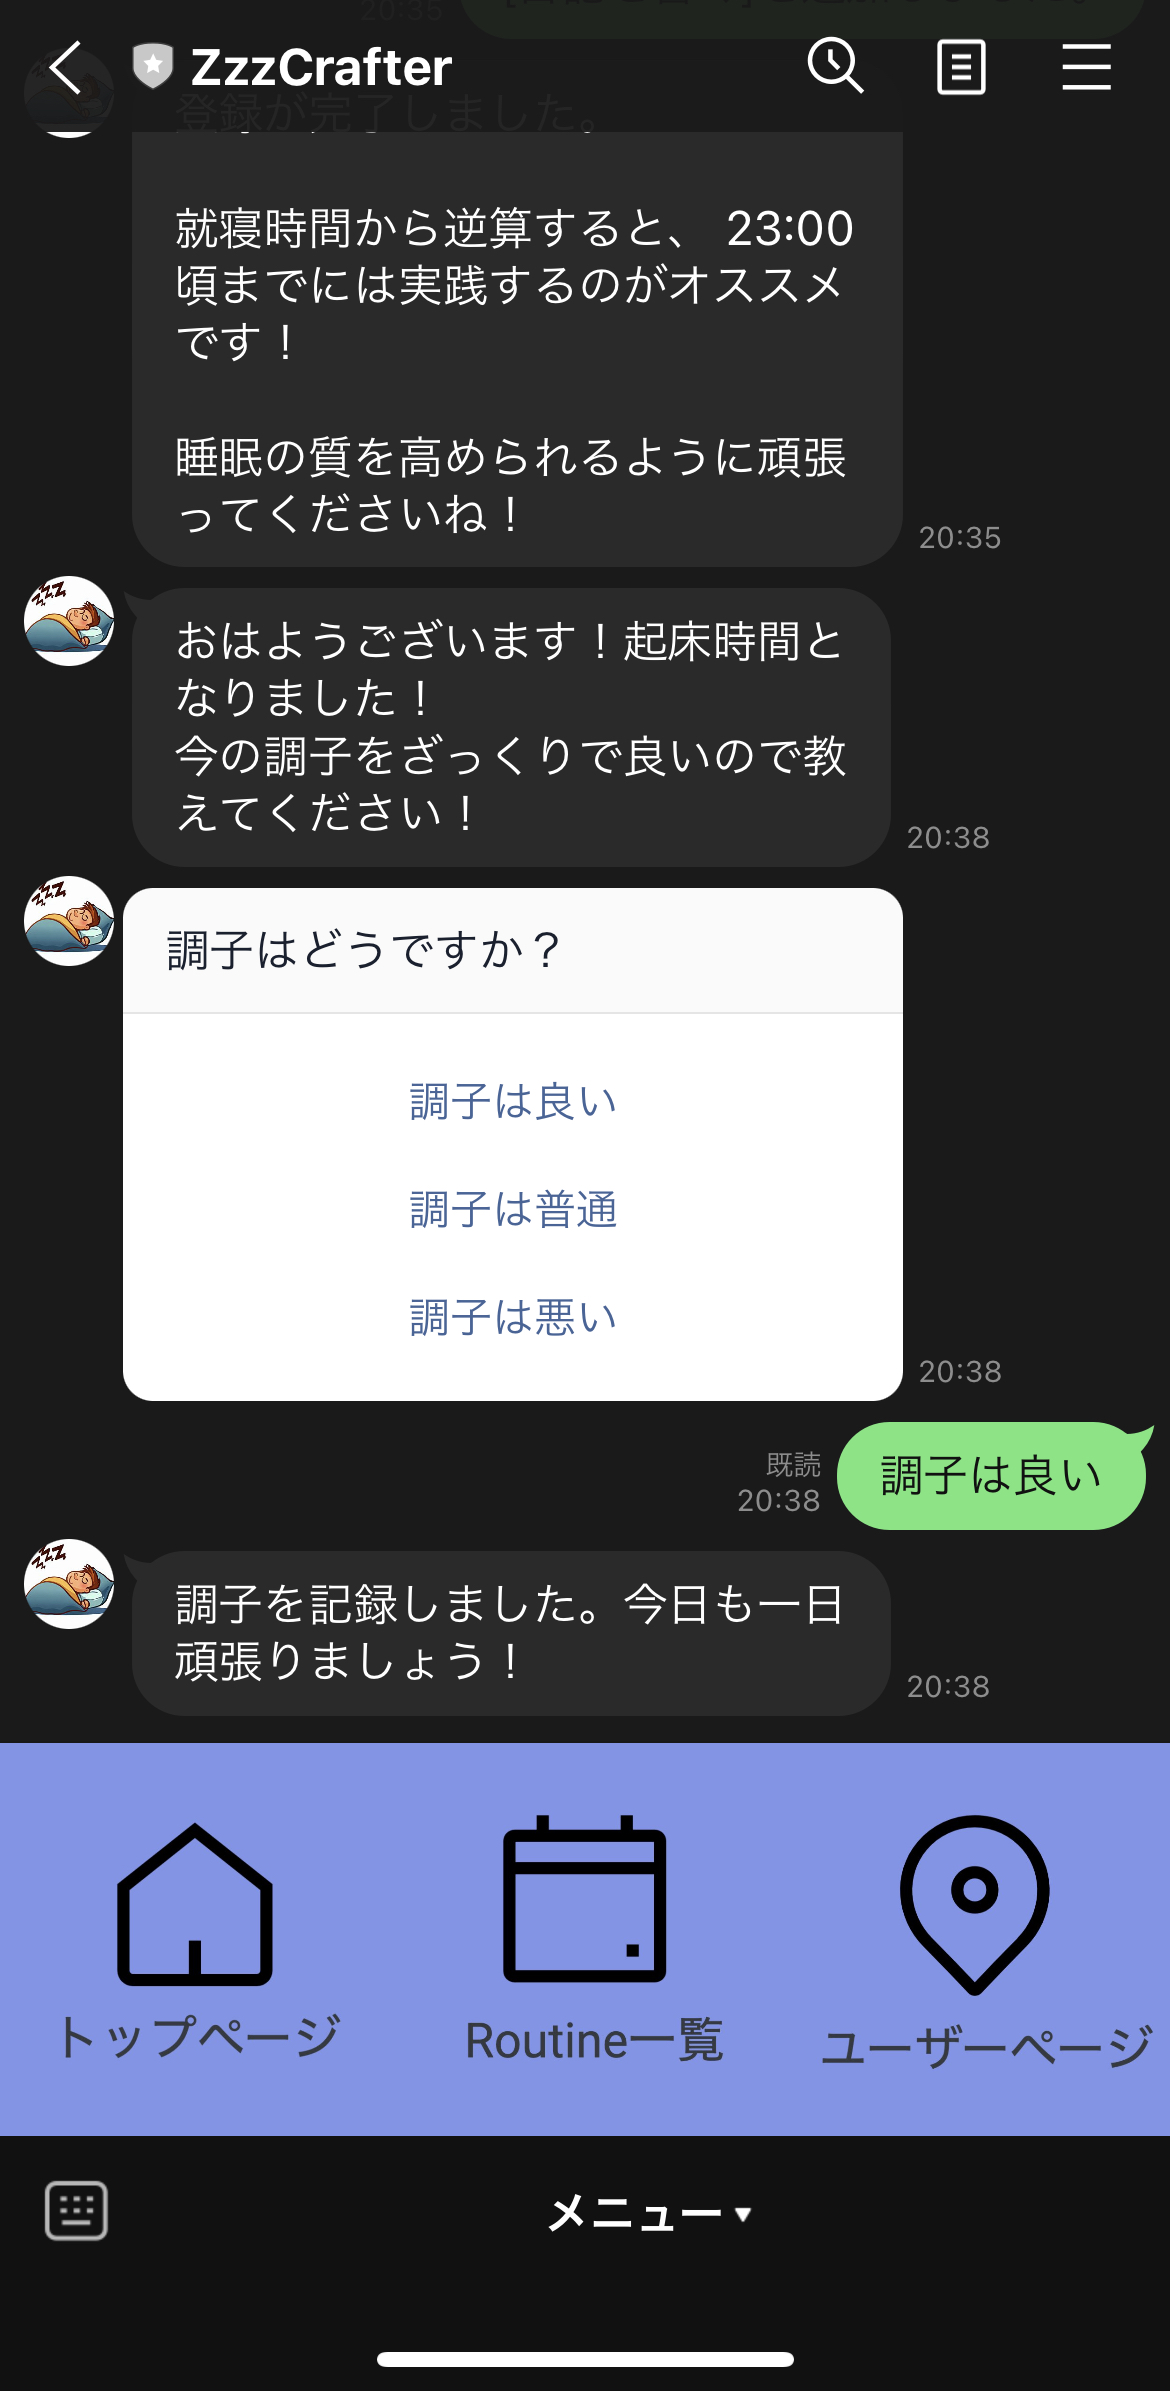 20:35
ZzzCrafter
登録が完了しました。
就寝時間から逆算すると、 23:00
頃までには実践するのがオススメ
です！
睡眠の質を高められるように頑張
ってくださいね！
20:35
おはようございます！起床時間と
なりました！
今の調子をざっくりで良いので教
えてください！
20:38
調子はどうですか？
調子は良い
調子は普通
調子は悪い
20:38
既読
20:38
調子は良い
調子を記録しました。今日も一日
頑張りましょう！
20:38
トップページ
Routine一覧
ユーザーページ
メニュー